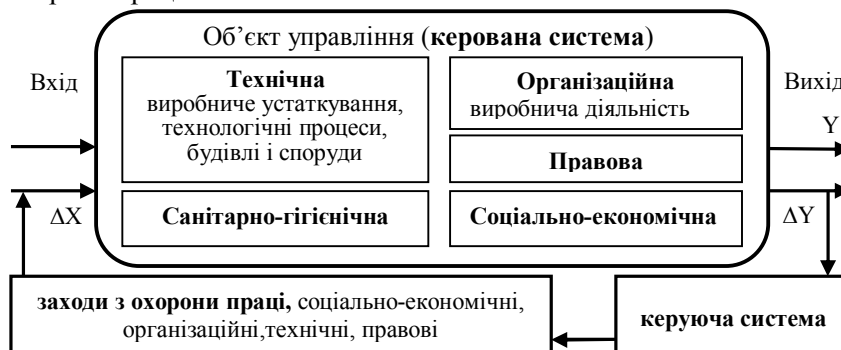 Об’єкт управління (керована система)
Вхід
Технічна
виробниче устаткування,
технологічні процеси,
будівлі і споруди
Організаційна
виробнича діяльність
Вихід
Y
Правова
ΔX
Санітарно-гігієнічна
Соціально-економічна
ΔY
заходи з охорони праці, соціально-економічні,
організаційні,технічні, правові
керуюча система